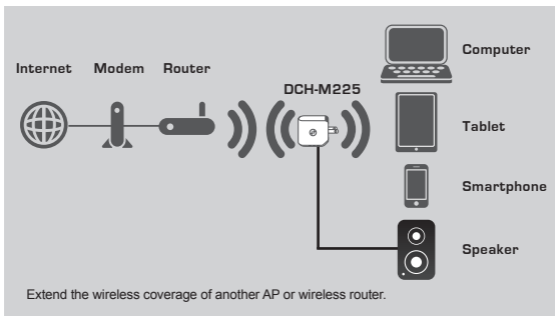 Internet Modem Router
DCH-M225
Computer
Tablet
Smartphone
Speaker
Extend the wireless coverage of another AP or wireless router.